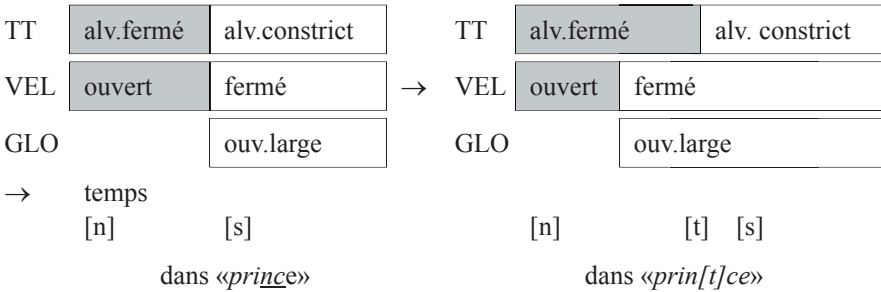 TT alv.fermé alv.constrict TT alv.fermé alv. constrict
VEL ouvert fermé → VEL ouvert fermé
GLO ouv.large GLO ouv.large
→ temps
[n] [s] [n] [t] [s]
dans «prince» dans «prin[t]ce»